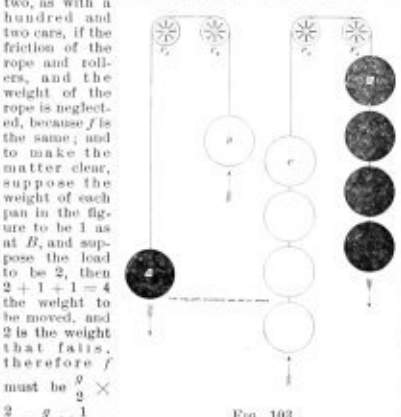 two, as with a
hundred and
two cars, if the
friction of the
rope and roll-
ers, and the
weight of the
rope is neglect-
ed, because f is
the same; and
to make the
matter clear,
suppose the
weight of each
pan in the fig-
ure to be 1 as
at B, and sup-
pose the load
to be 2, then
2 + 1 + 1 = 4
the weight to
be moved, and
2 is the weight
that falls,
therefore f
must be g/2 ×
2 g 1
Fig. 103